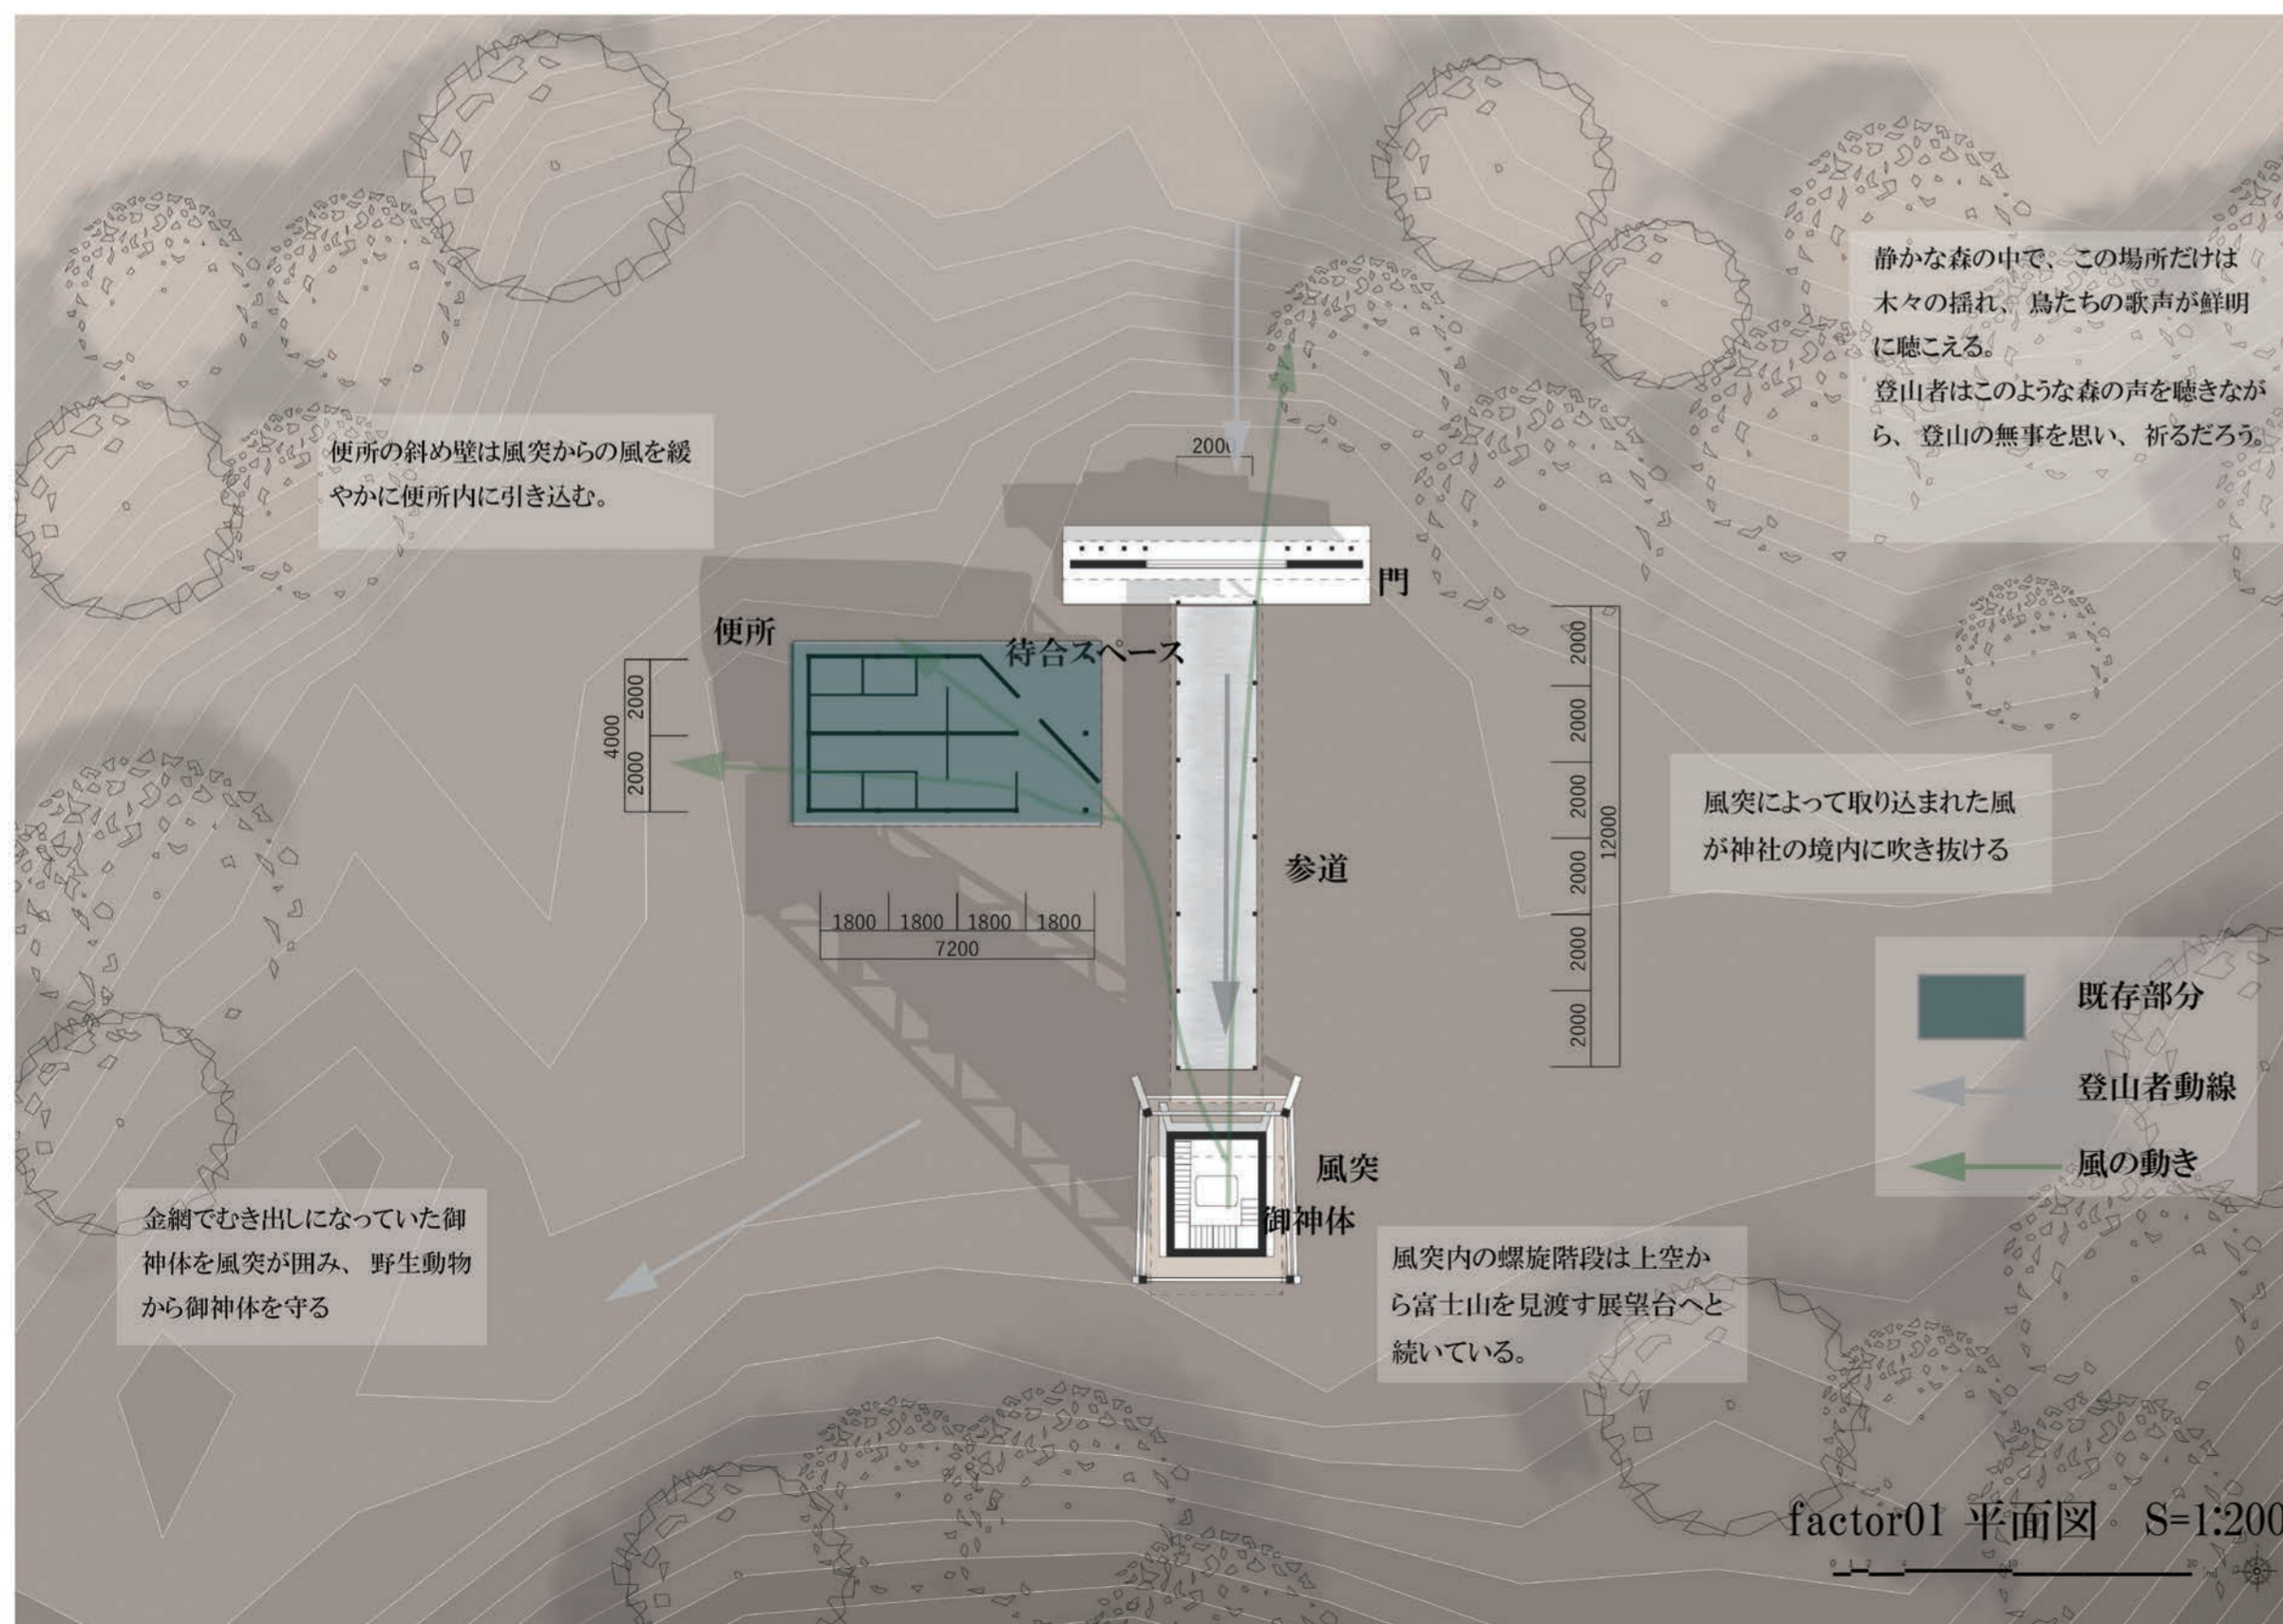 静かな森の中で、この場所だけは
木々の揺れ、鳥たちの歌声が鮮明
に聴こえる。
登山者はこのような森の声を聴きなが
ら、登山の無事を思い、祈るだろう。
便所の斜め壁は風突からの風を緩
やかに便所内に引き込む。
2000
門
便所
待合スペース
2000
2000
4000
2000
2000
2000
2000
2000
2000
12000
風突によって取り込まれた風
が神社の境内に吹き抜ける
参道
1800 1800 1800 1800
7200
既存部分
登山者動線
風の動き
風突
御神体
金網でむき出しになっていた御
神体を風突が囲み、野生動物
から御神体を守る
風突内の螺旋階段は上空か
ら富士山を見渡す展望台へと
続いている。
factor01 平面図 S=1:200
0 1 2 4 10 20